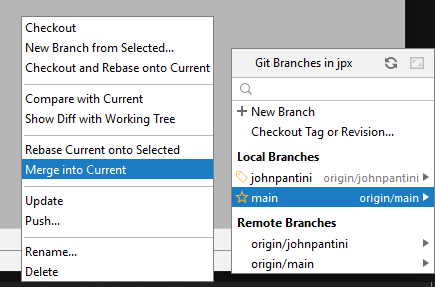 Checkout
New Branch from Selected...
Checkout and Rebase onto Current
Compare with Current
Show Diff with Working Tree
Rebase Current onto Selected
Merge into Current
Update
Push...
Rename...
Delete
Git Branches in jpx
New Branch
Checkout Tag or Revision...
Local Branches
johnpantini origin/johnpantini
main origin/main
Remote Branches
origin/johnpantini
origin/main